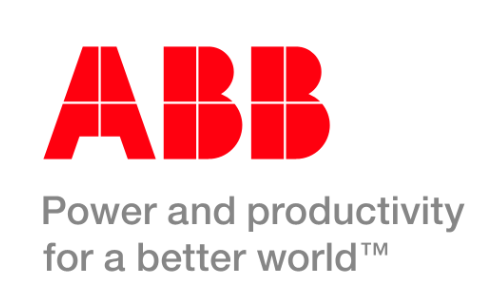 ABB
Power and productivity
for a better world™